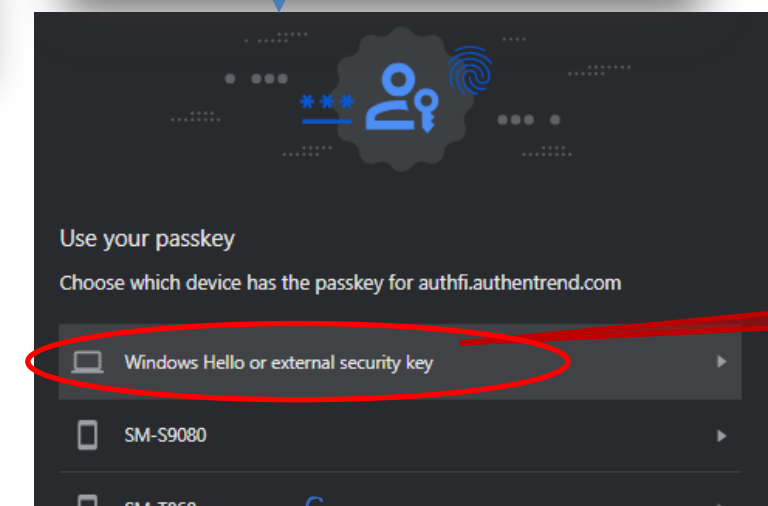 ***
Use your passkey
Choose which device has the passkey for authfi.authentrend.com
Windows Hello or external security key
SM-S9080